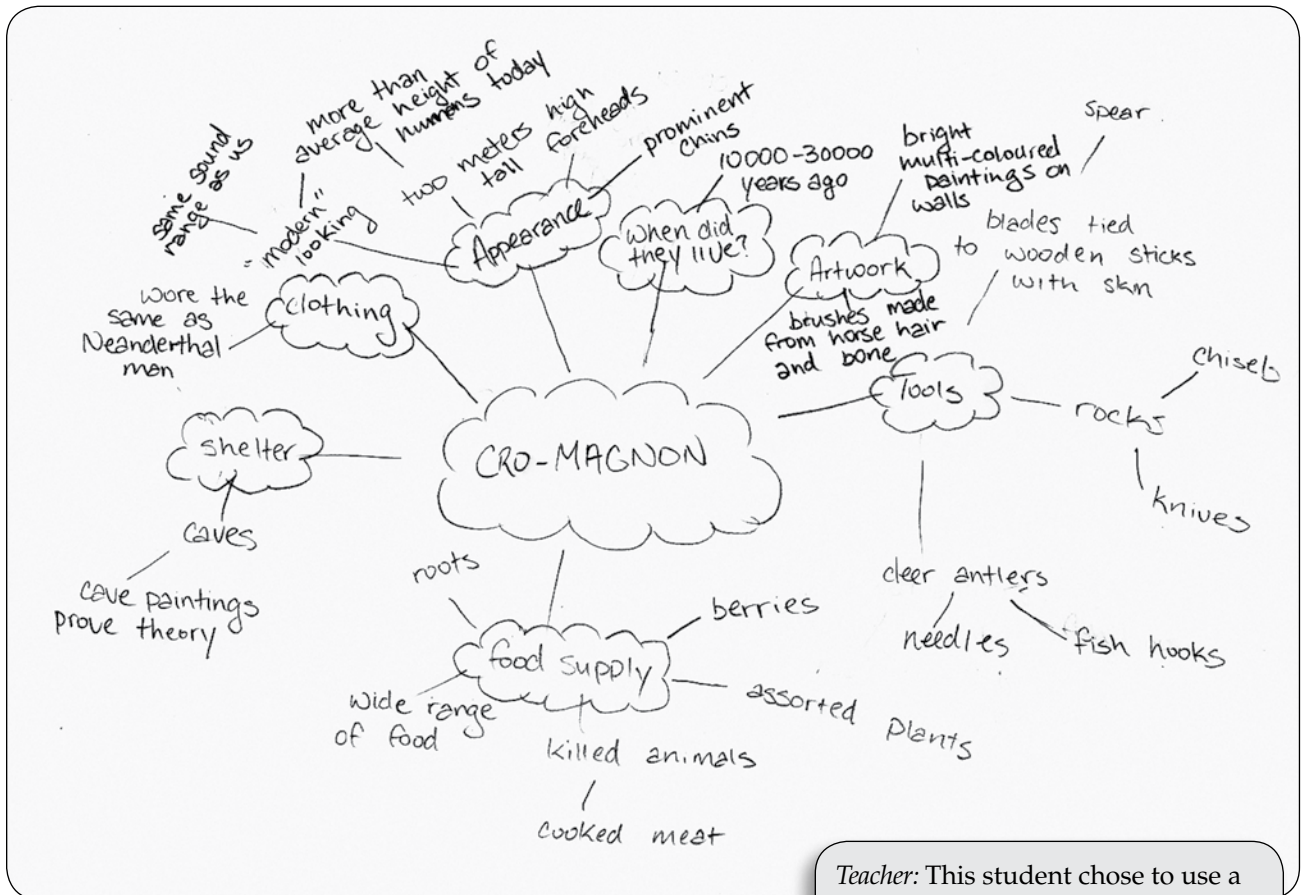 same sound
range as us
"modern"
looking
more than
average height of
humans today
two meters
tall
high
foreheads
prominent
chins
Appearance
10000-30000
years ago
When did
they live?
bright
multi-coloured
paintings on
walls
Artwork
brushes made
from horse hair
and bone
spear
blades tied
to wooden sticks
with skin
Tools
rocks
chisels
knives
deer antlers
needles
fish hooks
clothing
wore the
same as
Neanderthal
man
shelter
caves
cave paintings
prove theory
CRO-MAGNON
roots
berries
food supply
assorted plants
wide range
of food
killed animals
cooked meat
Teacher: This student chose to use a